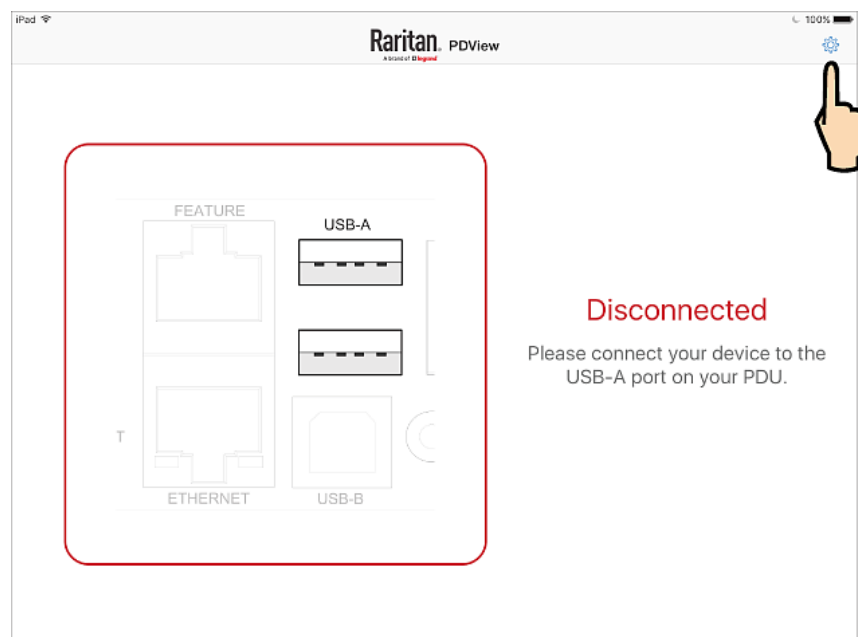 iPad 100%
Raritan. PDView
A brand of legrand
FEATURE
USB-A
Disconnected
Please connect your device to the
USB-A port on your PDU.
T
ETHERNET USB-B